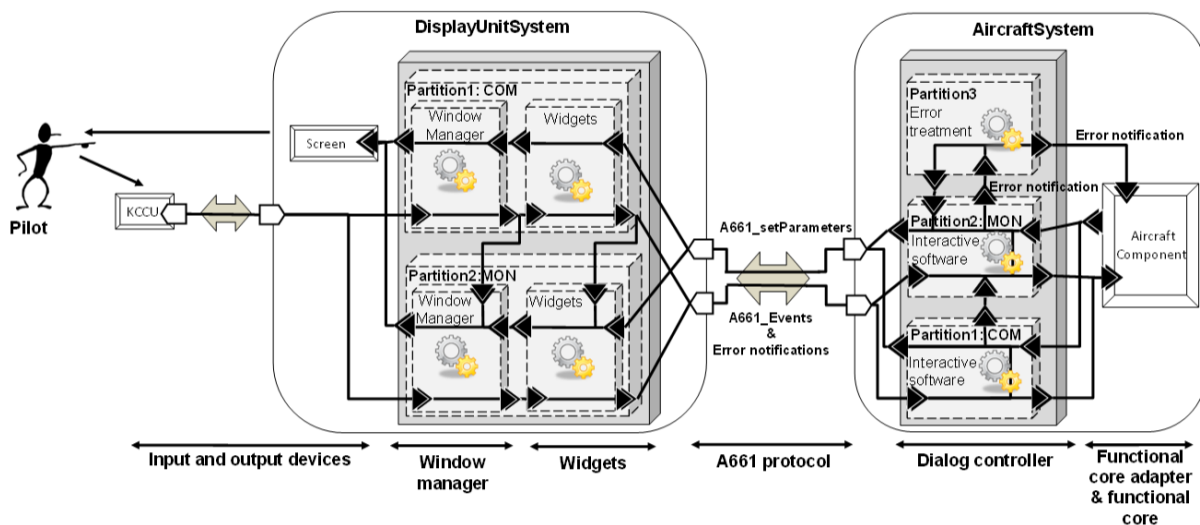 DisplayUnitSystem
AircraftSystem
Partition1: COM
Window
Manager
Widgets
Screen
KCCU
Pilot
Partition2:MON
Window
Manager
Widgets
A661_setParameters
A661_Events
&
Error notifications
Partition3
Error
treatment
Error notification
Error notification
Partition2: MON
Interactive
software
Aircraft
Component
Partition1: COM
Interactive
software
Input and output devices
Window
manager
Widgets
A661 protocol
Dialog controller
Functional
core adapter
& functional
core